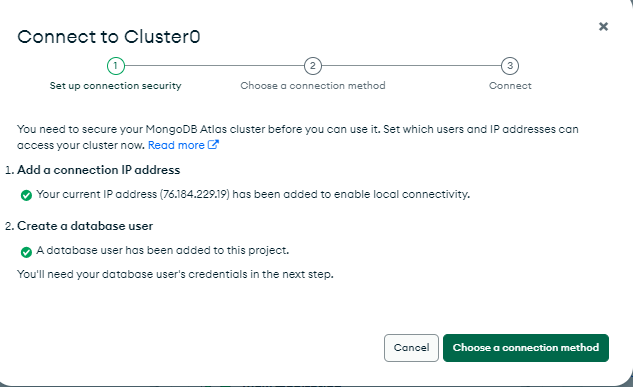 Connect to Cluster0
1 2 3
Set up connection security Choose a connection method Connect
You need to secure your MongoDB Atlas cluster before you can use it. Set which users and IP addresses can
access your cluster now. Read more
1. Add a connection IP address
Your current IP address (76.184.229.19) has been added to enable local connectivity.
2. Create a database user
A database user has been added to this project.
You'll need your database user's credentials in the next step.
Cancel Choose a connection method